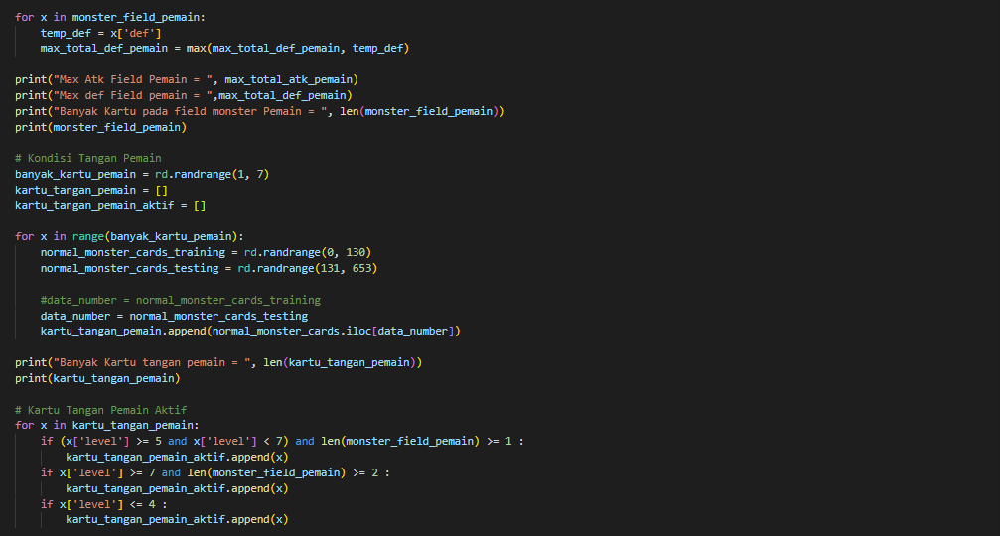 for x in monster_field_pemain:
    temp_def = x['def']
    max_total_def_pemain = max(max_total_def_pemain, temp_def)
print("Max Atk Field Pemain = ", max_total_atk_pemain)
print("Max def Field pemain = ",max_total_def_pemain)
print("Banyak Kartu pada field monster Pemain = ", len(monster_field_pemain))
print(monster_field_pemain)
# Kondisi Tangan Pemain
banyak_kartu_pemain = rd.randrange(1, 7)
kartu_tangan_pemain = []
kartu_tangan_pemain_aktif = []
for x in range(banyak_kartu_pemain):
    normal_monster_cards_training = rd.randrange(0, 130)
    normal_monster_cards_testing = rd.randrange(131, 653)
    #data_number = normal_monster_cards_training
    data_number = normal_monster_cards_testing
    kartu_tangan_pemain.append(normal_monster_cards.iloc[data_number])
print("Banyak Kartu tangan pemain = ", len(kartu_tangan_pemain))
print(kartu_tangan_pemain)
# Kartu Tangan Pemain Aktif
for x in kartu_tangan_pemain:
    if (x['level'] >= 5 and x['level'] < 7) and len(monster_field_pemain) >= 1 :
        kartu_tangan_pemain_aktif.append(x)
    if x['level'] >= 7 and len(monster_field_pemain) >= 2 :
        kartu_tangan_pemain_aktif.append(x)
    if x['level'] <= 4 :
        kartu_tangan_pemain_aktif.append(x)